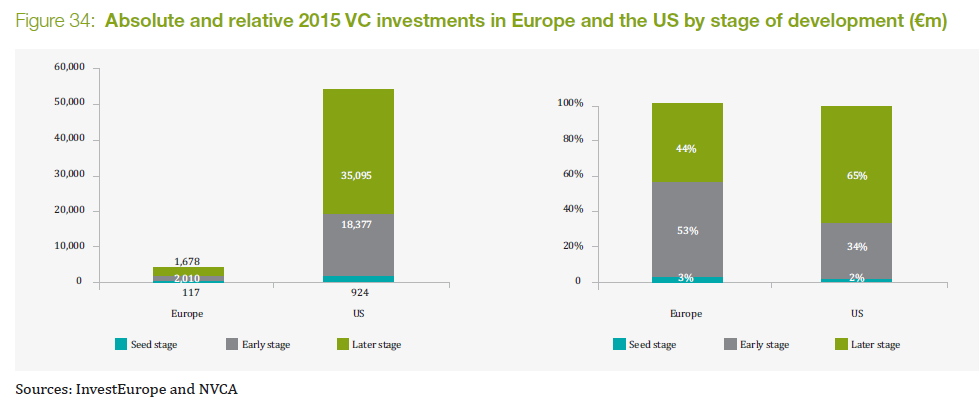 Figure 34: Absolute and relative 2015 VC investments in Europe and the US by stage of development (€m)
60,000
50,000
40,000
30,000
20,000
10,000
0
1,678
2,010
117
35,095
18,377
924
Europe
US
Seed stage
Early stage
Later stage
100%
80%
60%
40%
20%
0
44%
53%
3%
65%
34%
2%
Europe
US
Seed stage
Early stage
Later stage
Sources: InvestEurope and NVCA